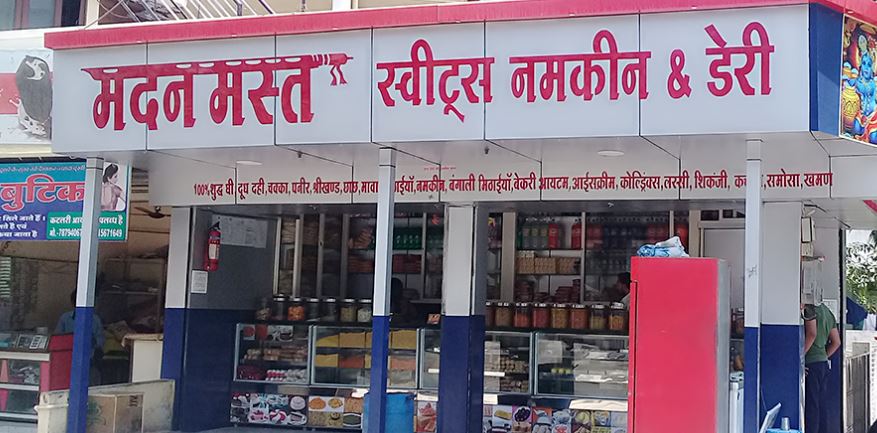 मदन मस्त स्वीट्स नमकीन & डेरी
100% शुद्ध घी, दूध दही, चक्का, पनीर, श्रीखण्ड, छाछ, मावा मिठाईयाँ, नमकीन, बंगाली मिठाईयाँ, बेकरी आयटम, आईसक्रीम, कोल्ड्रिंक्स, लस्सी, शिकंजी, समोसा, खमण
बुटिक